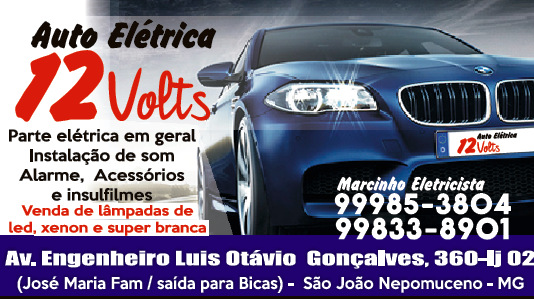 Auto Elétrica
12 Volts
Parte elétrica em geral
Instalação de som
Alarme, Acessórios
e insulfilmes
Venda de lâmpadas de
led, xenon e super branca
Auto Elétrica
12 Volts
Marcinho Eletricista
99985-3804
99833-8901
Av. Engenheiro Luis Otávio Gonçalves, 360-lj 02
(José Maria Fam / saída para Bicas) - São João Nepomuceno - MG